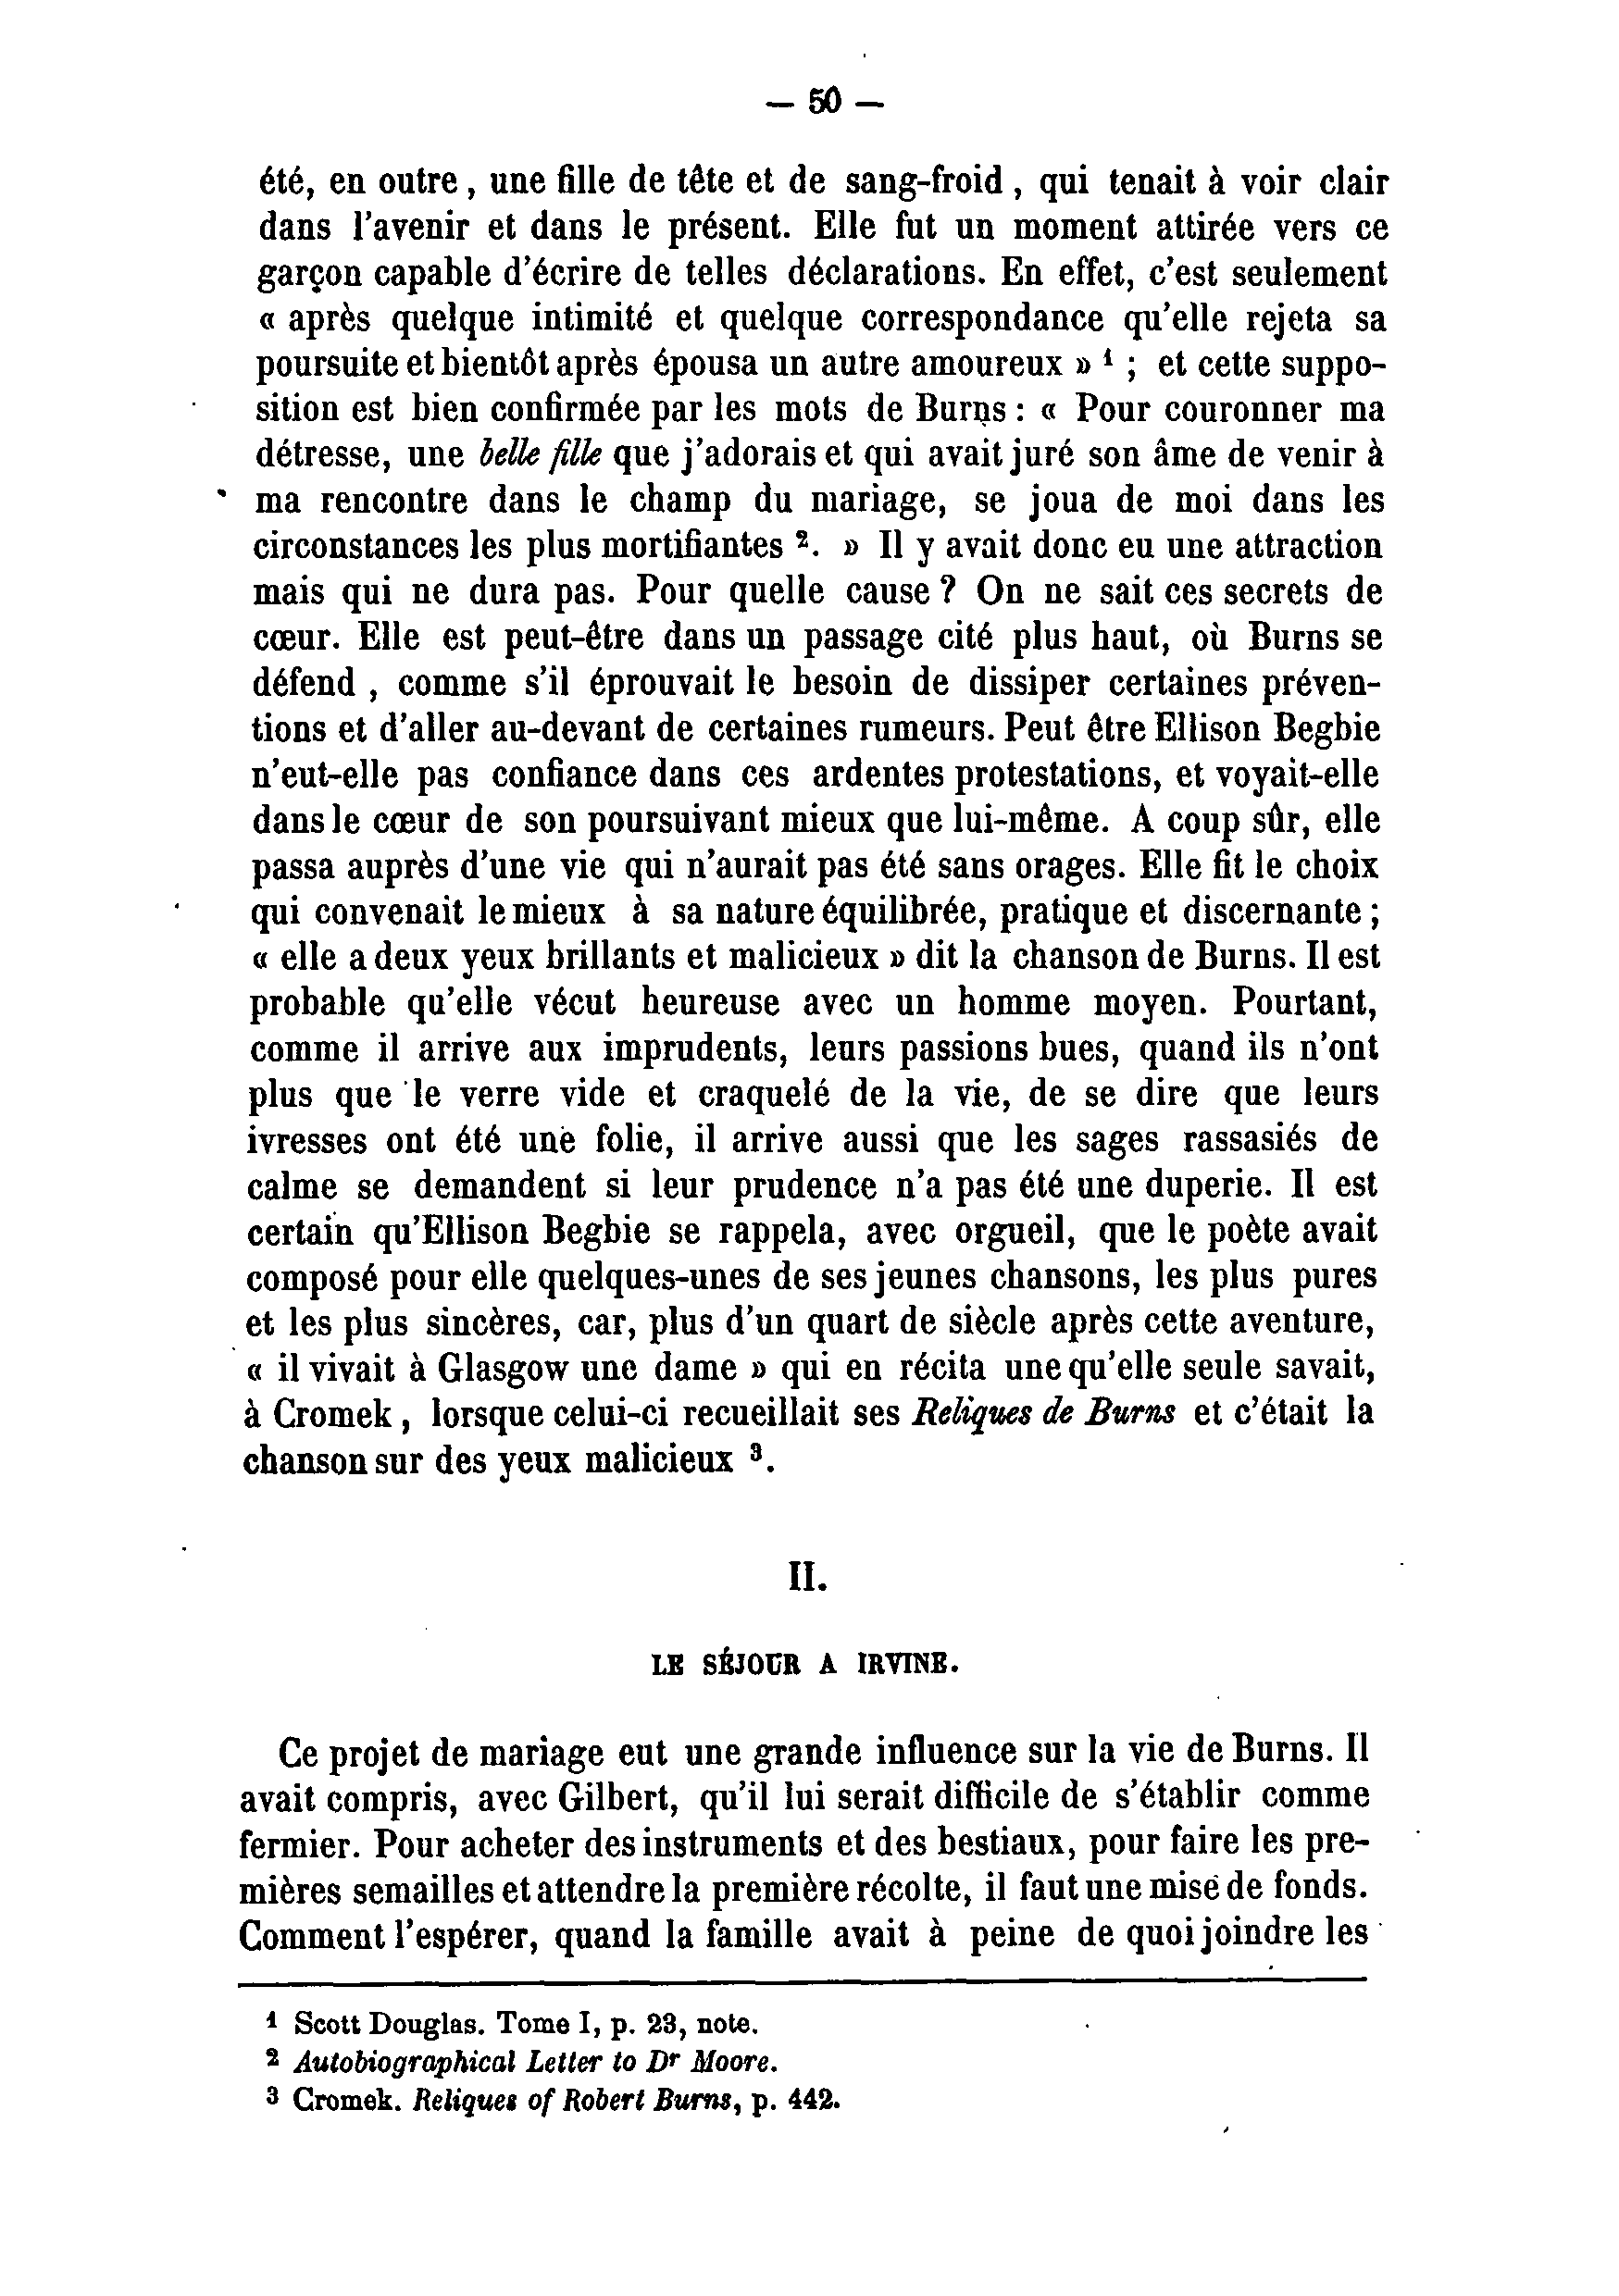 — 50 —
été, en outre, une fille de tête et de sang-froid, qui tenait à voir clair
dans l'avenir et dans le présent. Elle fut un moment attirée vers ce
garçon capable d'écrire de telles déclarations. En effet, c'est seulement
« après quelque intimité et quelque correspondance qu'elle rejeta sa
poursuite et bientôt après épousa un autre amoureux » ¹ ; et cette suppo-
sition est bien confirmée par les mots de Burns : « Pour couronner ma
détresse, une belle fille que j'adorais et qui avait juré son âme de venir à
ma rencontre dans le champ du mariage, se joua de moi dans les
circonstances les plus mortifiantes ². » Il y avait donc eu une attraction
mais qui ne dura pas. Pour quelle cause ? On ne sait ces secrets de
cœur. Elle est peut-être dans un passage cité plus haut, où Burns se
défend , comme s'il éprouvait le besoin de dissiper certaines préven-
tions et d'aller au-devant de certaines rumeurs. Peut être Ellison Begbie
n'eut-elle pas confiance dans ces ardentes protestations, et voyait-elle
dans le cœur de son poursuivant mieux que lui-même. A coup sûr, elle
passa auprès d'une vie qui n'aurait pas été sans orages. Elle fit le choix
qui convenait le mieux à sa nature équilibrée, pratique et discernante ;
« elle a deux yeux brillants et malicieux » dit la chanson de Burns. Il est
probable qu'elle vécut heureuse avec un homme moyen. Pourtant,
comme il arrive aux imprudents, leurs passions bues, quand ils n'ont
plus que le verre vide et craquelé de la vie, de se dire que leurs
ivresses ont été une folie, il arrive aussi que les sages rassasiés de
calme se demandent si leur prudence n'a pas été une duperie. Il est
certain qu'Ellison Begbie se rappela, avec orgueil, que le poète avait
composé pour elle quelques-unes de ses jeunes chansons, les plus pures
et les plus sincères, car, plus d'un quart de siècle après cette aventure,
« il vivait à Glasgow une dame » qui en récita une qu'elle seule savait,
à Cromek, lorsque celui-ci recueillait ses Reliques de Burns et c'était la
chanson sur des yeux malicieux ³.
II.
LE SÉJOUR A IRVINE.
Ce projet de mariage eut une grande influence sur la vie de Burns. Il
avait compris, avec Gilbert, qu'il lui serait difficile de s'établir comme
fermier. Pour acheter des instruments et des bestiaux, pour faire les pre-
mières semailles et attendre la première récolte, il faut une mise de fonds.
Comment l'espérer, quand la famille avait à peine de quoi joindre les
¹ Scott Douglas. Tome I, p. 23, note.
² Autobiographical Letter to Dr Moore.
³ Cromek. Reliques of Robert Burns, p. 442.